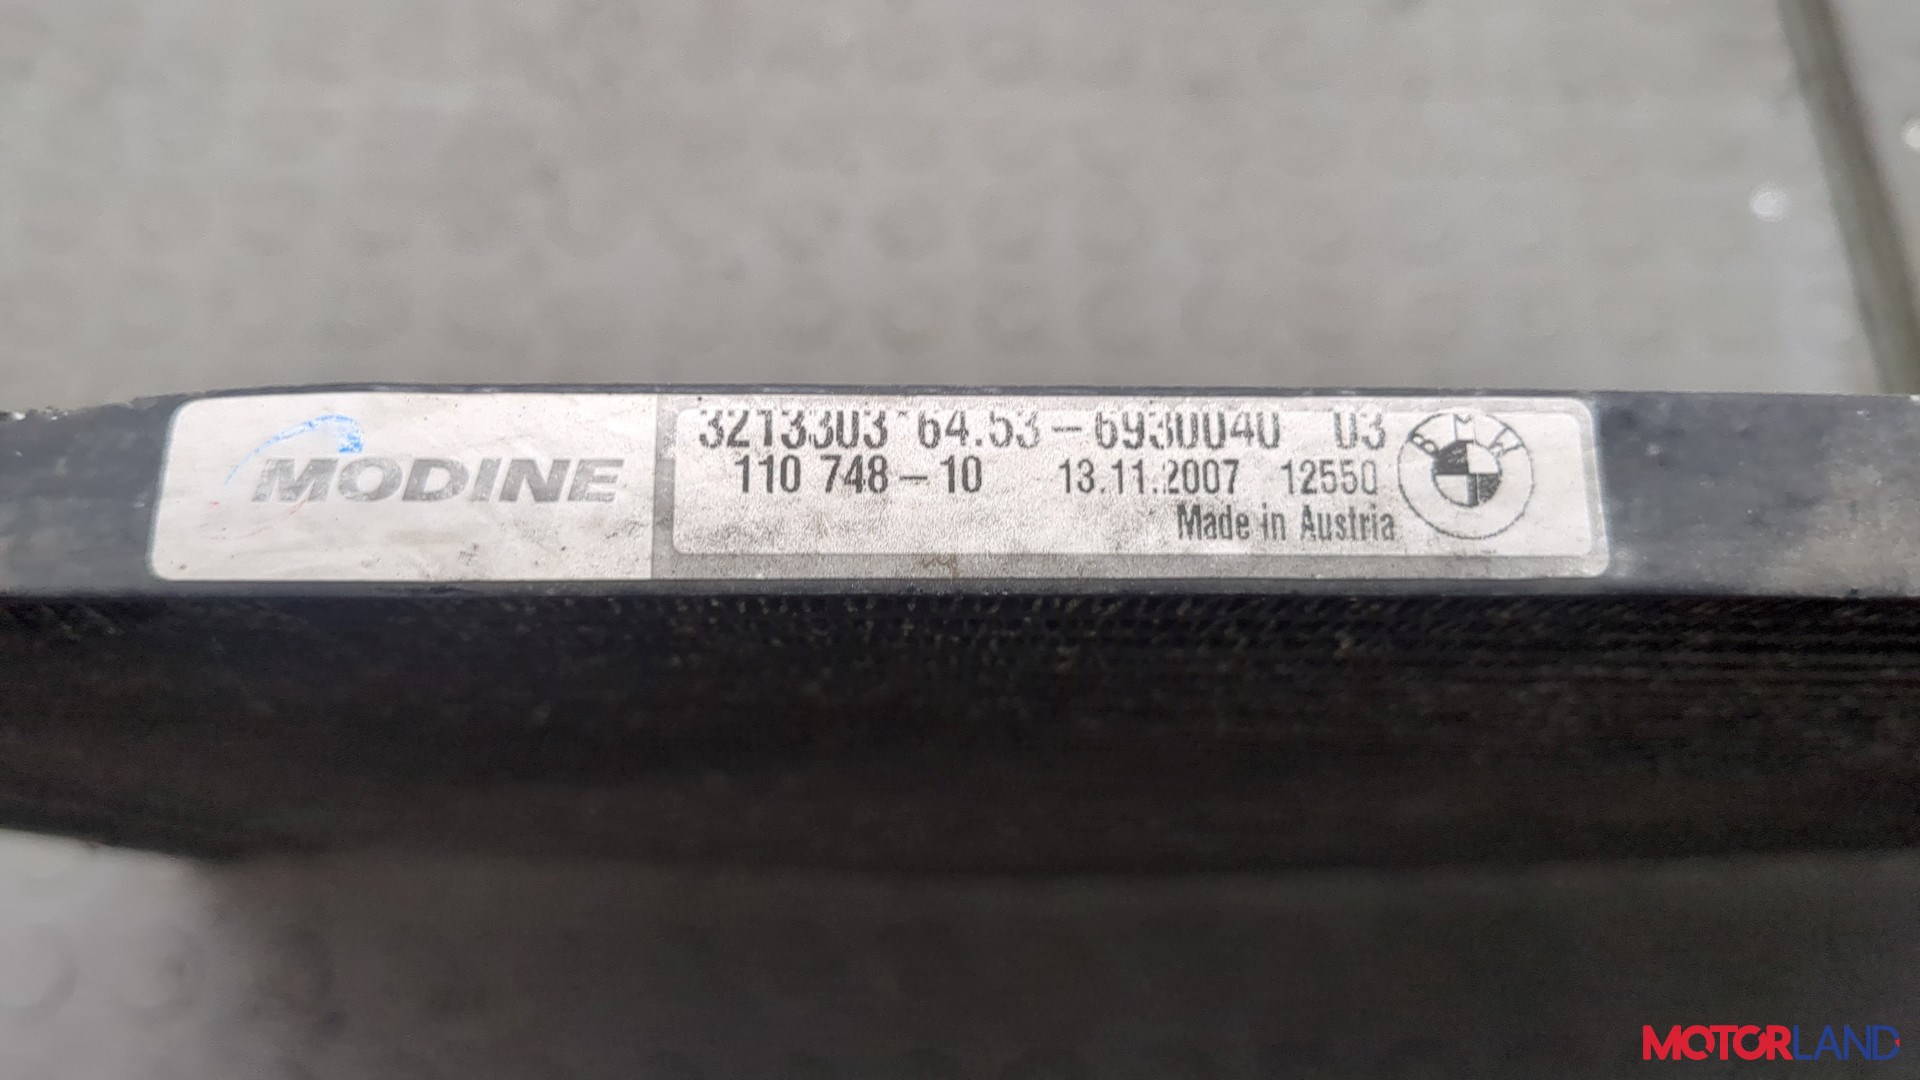 MODINE
3213303*64.53-6930040 03
110 748-10 13.11.2007 12550
Made in Austria
BMW
MOTORLAND